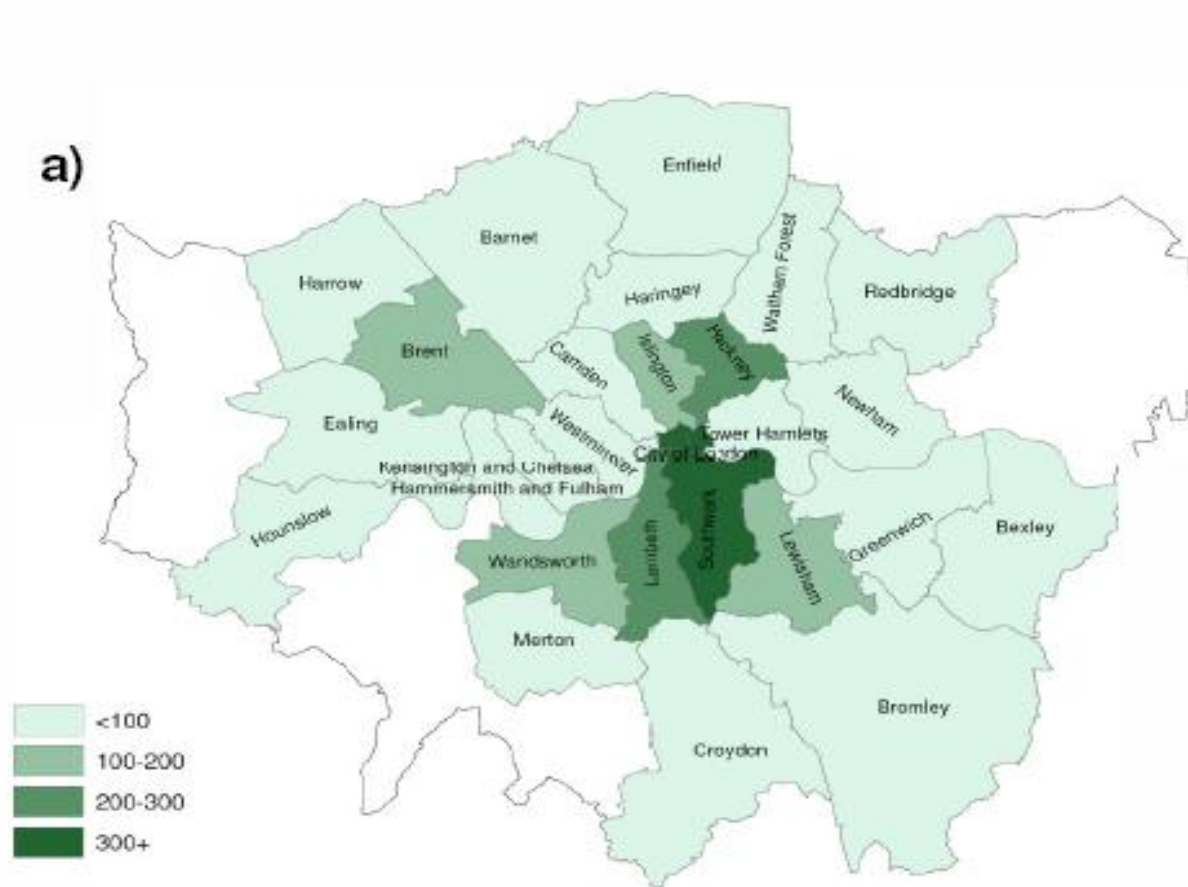 a)
Enfield
Barnet
Waltham Forest
Harrow
Haringey
Redbridge
Brent
Camden
Islington
Hackney
Newham
Ealing
Westminster
Tower Hamlets
City of London
Kensington and Chelsea
Hammersmith and Fulham
Hounslow
Wandsworth
Lambeth
Southwark
Lewisham
Greenwich
Bexley
Merton
Bromley
Croydon
<100
100-200
200-300
300+